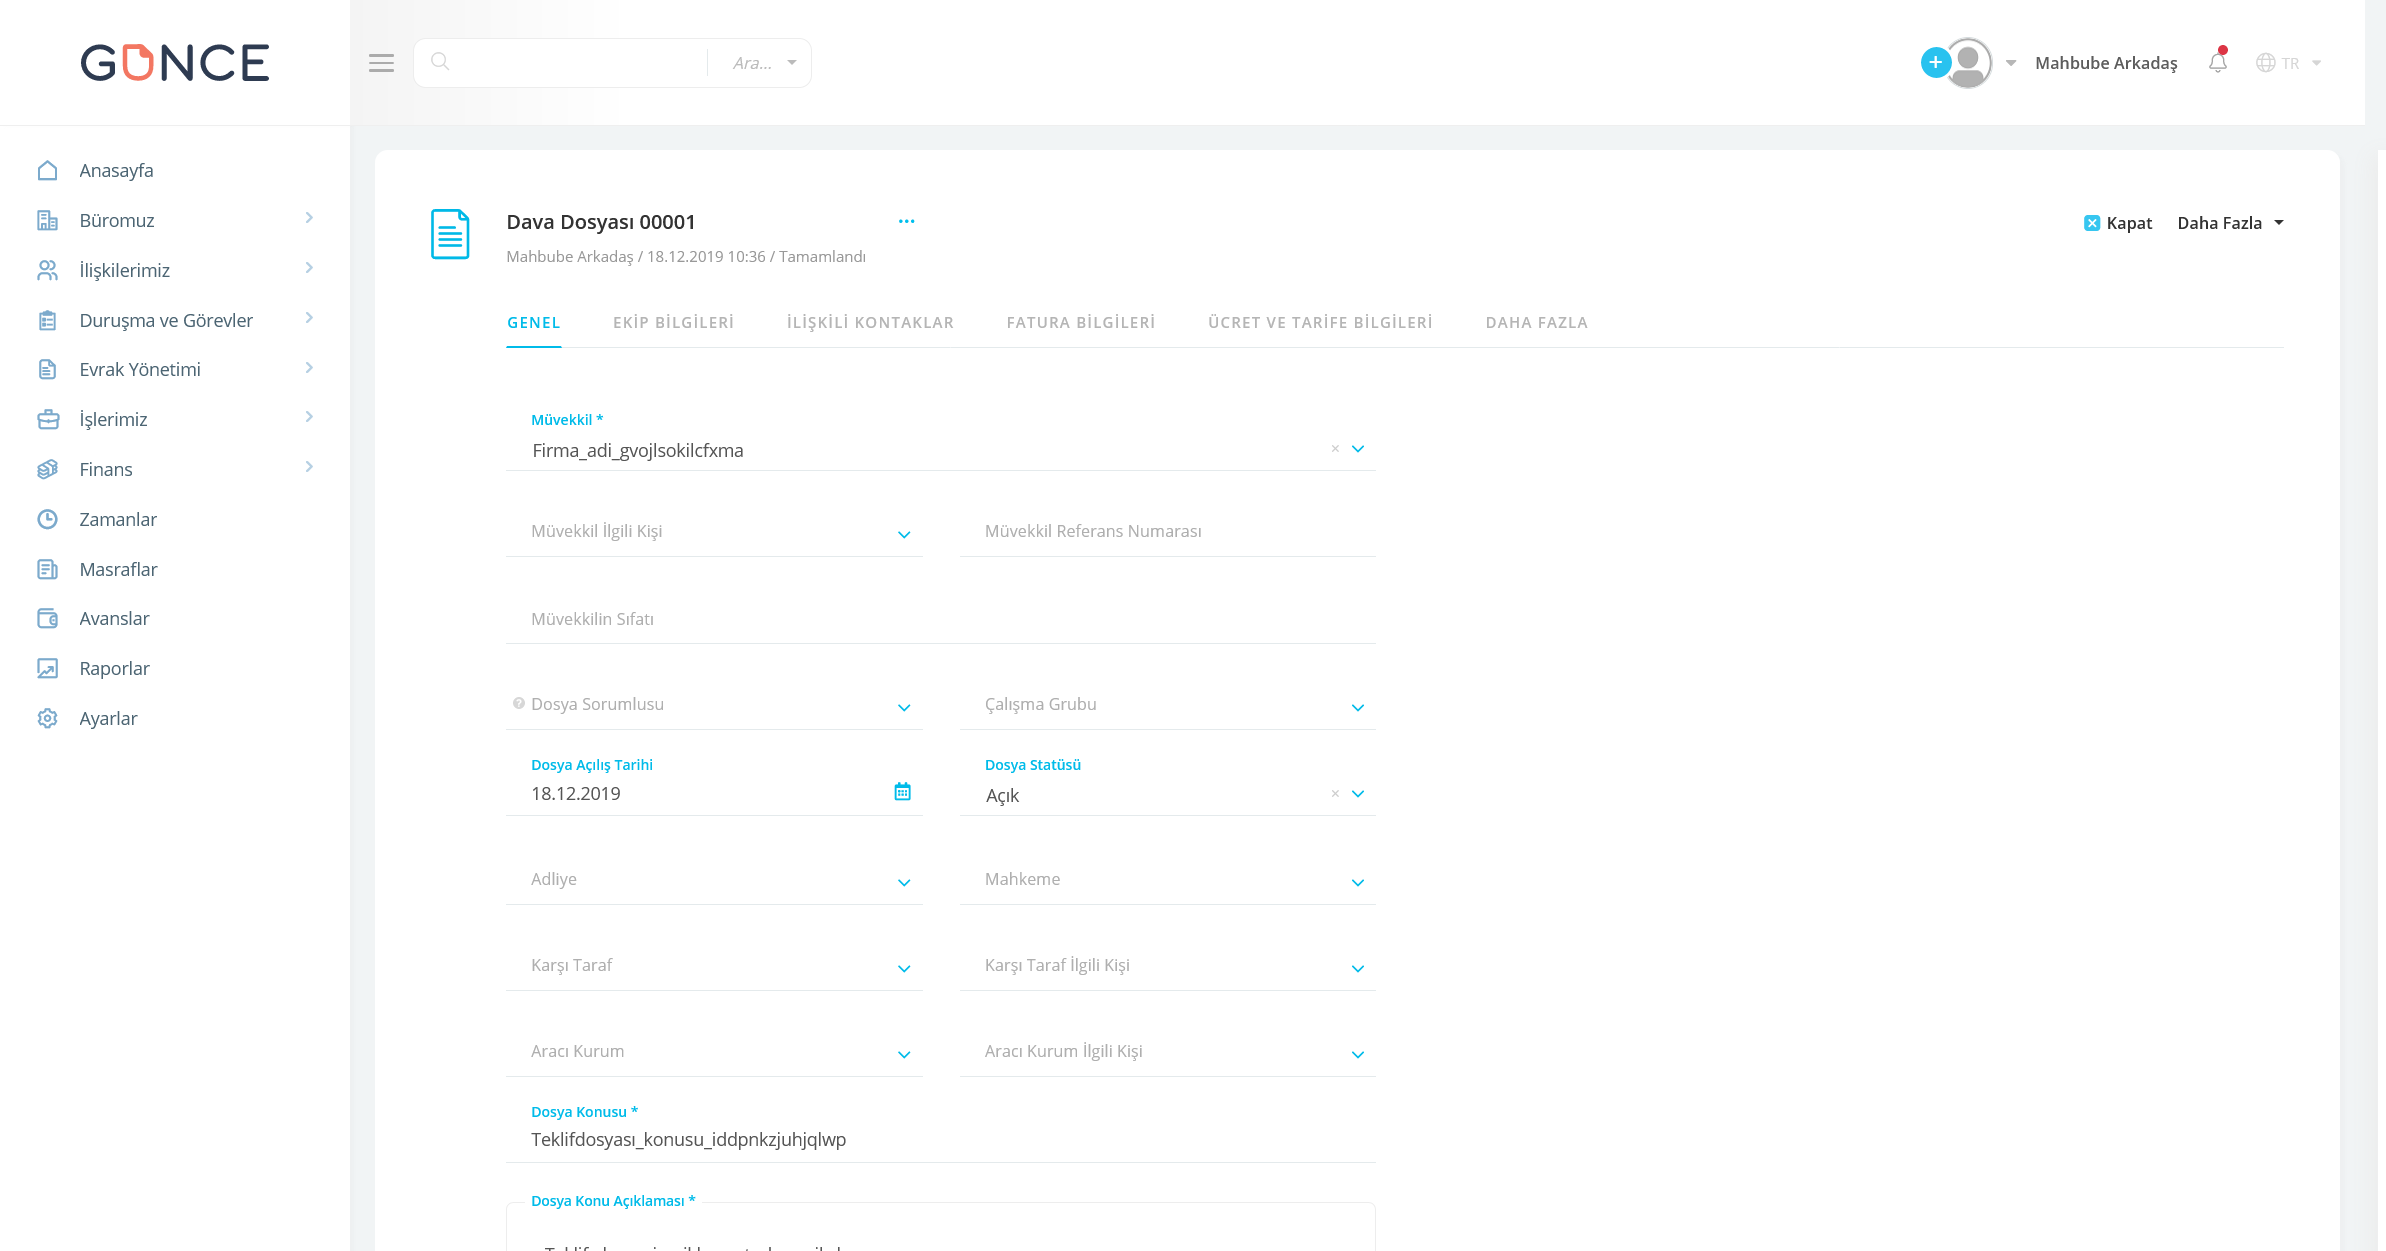 GÜNCE
Ara...
Mahbube Arkadaş
TR
Anasayfa
Büromuz
İlişkilerimiz
Duruşma ve Görevler
Evrak Yönetimi
İşlerimiz
Finans
Zamanlar
Masraflar
Avanslar
Raporlar
Ayarlar
Dava Dosyası 00001
Kapat
Daha Fazla
Mahbube Arkadaş / 18.12.2019 10:36 / Tamamlandı
GENEL EKİP BİLGİLERİ İLİŞKİLİ KONTAKLAR FATURA BİLGİLERİ ÜCRET VE TARİFE BİLGİLERİ DAHA FAZLA
Müvekkil *
Firma_adi_gvojlsokilcfxma
Müvekkil İlgili Kişi
Müvekkil Referans Numarası
Müvekkilin Sıfatı
Dosya Sorumlusu
Çalışma Grubu
Dosya Açılış Tarihi
18.12.2019
Dosya Statüsü
Açık
Adliye
Mahkeme
Karşı Taraf
Karşı Taraf İlgili Kişi
Aracı Kurum
Aracı Kurum İlgili Kişi
Dosya Konusu *
Teklifdosyası_konusu_iddpnkzjuhjqlwp
Dosya Konu Açıklaması *